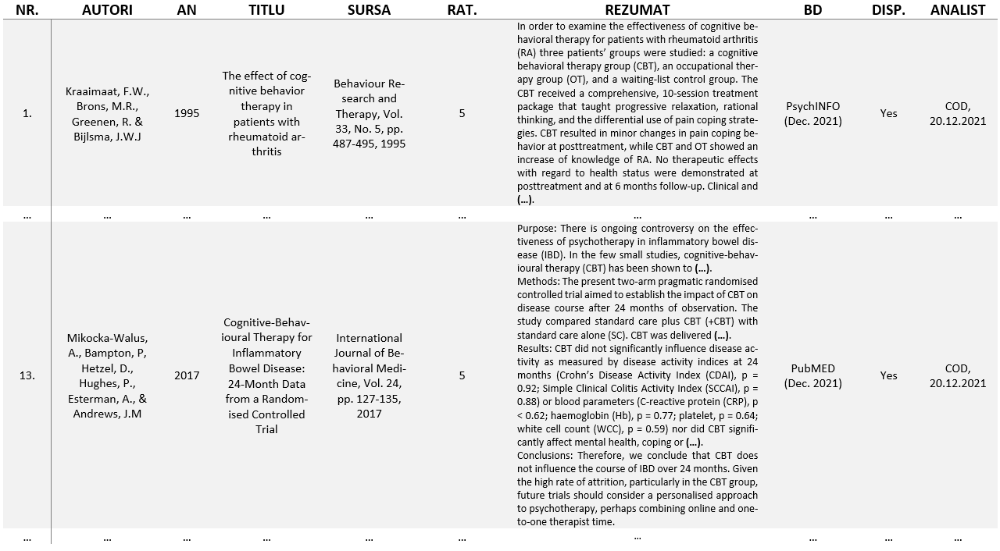 NR. AUTORI AN TITLU SURSA RAT. REZUMAT BD DISP. ANALIST
1.
Kraaimaat, F.W.,
Brons, M.R.,
Greenen, R. &
Bijlsma, J.W.J
1995
The effect of cog-
nitive behavior
therapy in
patients with
rheumatoid ar-
thritis
Behaviour Re-
search and
Therapy, Vol.
33, No. 5, pp.
487-495, 1995
5
In order to examine the effectiveness of cognitive be-
havioral therapy for patients with rheumatoid arthritis
(RA) three patients’ groups were studied: a cognitive
behavioral therapy group (CBT), an occupational ther-
apy group (OT), and a waiting-list control group. The
CBT received a comprehensive, 10-session treatment
package that taught progressive relaxation, rational
thinking, and the differential use of pain coping strate-
gies. CBT resulted in minor changes in pain coping be-
havior at posttreatment, while CBT and OT showed an
increase of knowledge of RA. No therapeutic effects
with regard to health status were demonstrated at
posttreatment and at 6 months follow-up. Clinical and
(…).
PsychINFO
(Dec. 2021)
Yes
COD,
20.12.2021
… … … … … … … … … …
13.
Mikocka-Walus,
A., Bampton, P,
Hetzel, D.,
Hughes, P.,
Esterman, A., &
Andrews, J.M
2017
Cognitive-Behav-
ioural Therapy for
Inflammatory
Bowel Disease:
24-Month Data
from a Random-
ised Controlled
Trial
International
Journal of Be-
havioral Medi-
cine, Vol. 24,
pp. 127-135,
2017
5
Purpose: There is ongoing controversy on the effec-
tiveness of psychotherapy in inflammatory bowel dis-
ease (IBD). In the few small studies, cognitive-behav-
ioural therapy (CBT) has been shown to (…).
Methods: The present two-arm pragmatic randomised
controlled trial aimed to establish the impact of CBT on
disease course after 24 months of observation. The
study compared standard care plus CBT (+CBT) with
standard care alone (SC). CBT was delivered (…).
Results: CBT did not significantly influence disease ac-
tivity as measured by disease activity indices at 24
months (Crohn’s Disease Activity Index (CDAI), p =
0.92; Simple Clinical Colitis Activity Index (SCCAI), p =
0.88) or blood parameters (C-reactive protein (CRP), p
< 0.62; haemoglobin (Hb), p = 0.77; platelet, p = 0.64;
white cell count (WCC), p = 0.59) nor did CBT signifi-
cantly affect mental health, coping or (…).
Conclusions: Therefore, we conclude that CBT does
not influence the course of IBD over 24 months. Given
the high rate of attrition, particularly in the CBT group,
future trials should consider a personalised approach
to psychotherapy, perhaps combining online and one-
to-one therapist time.
PubMED
(Dec. 2021)
Yes
COD,
20.12.2021
… … … … … … … … … …